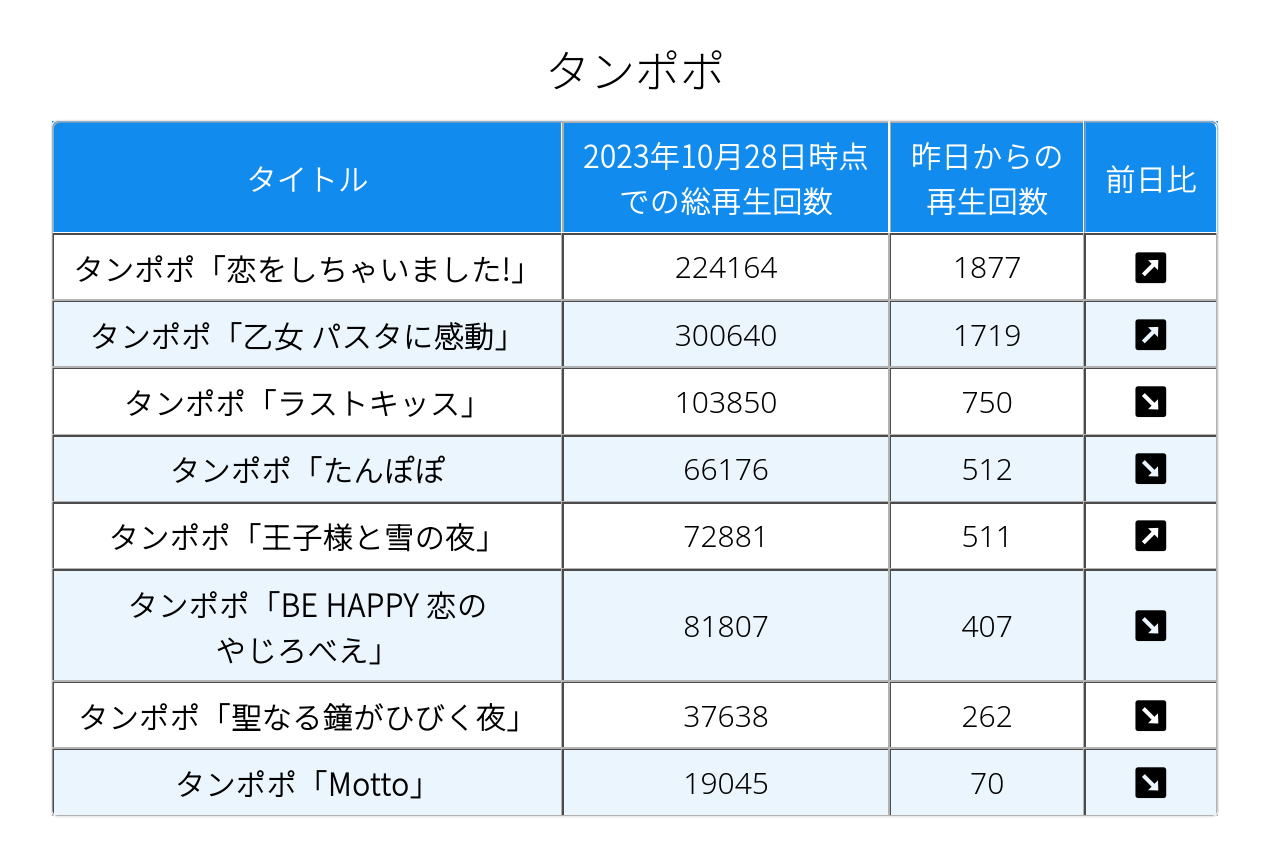 タンポポ
タイトル
2023年10月28日時点
での総再生回数
昨日からの
再生回数
前日比
タンポポ「恋をしちゃいました!」
224164
1877
タンポポ「乙女 パスタに感動」
300640
1719
タンポポ「ラストキッス」
103850
750
タンポポ「たんぽぽ
66176
512
タンポポ「王子様と雪の夜」
72881
511
タンポポ「BE HAPPY 恋の
やじろべえ」
81807
407
タンポポ「聖なる鐘がひびく夜」
37638
262
タンポポ「Motto」
19045
70